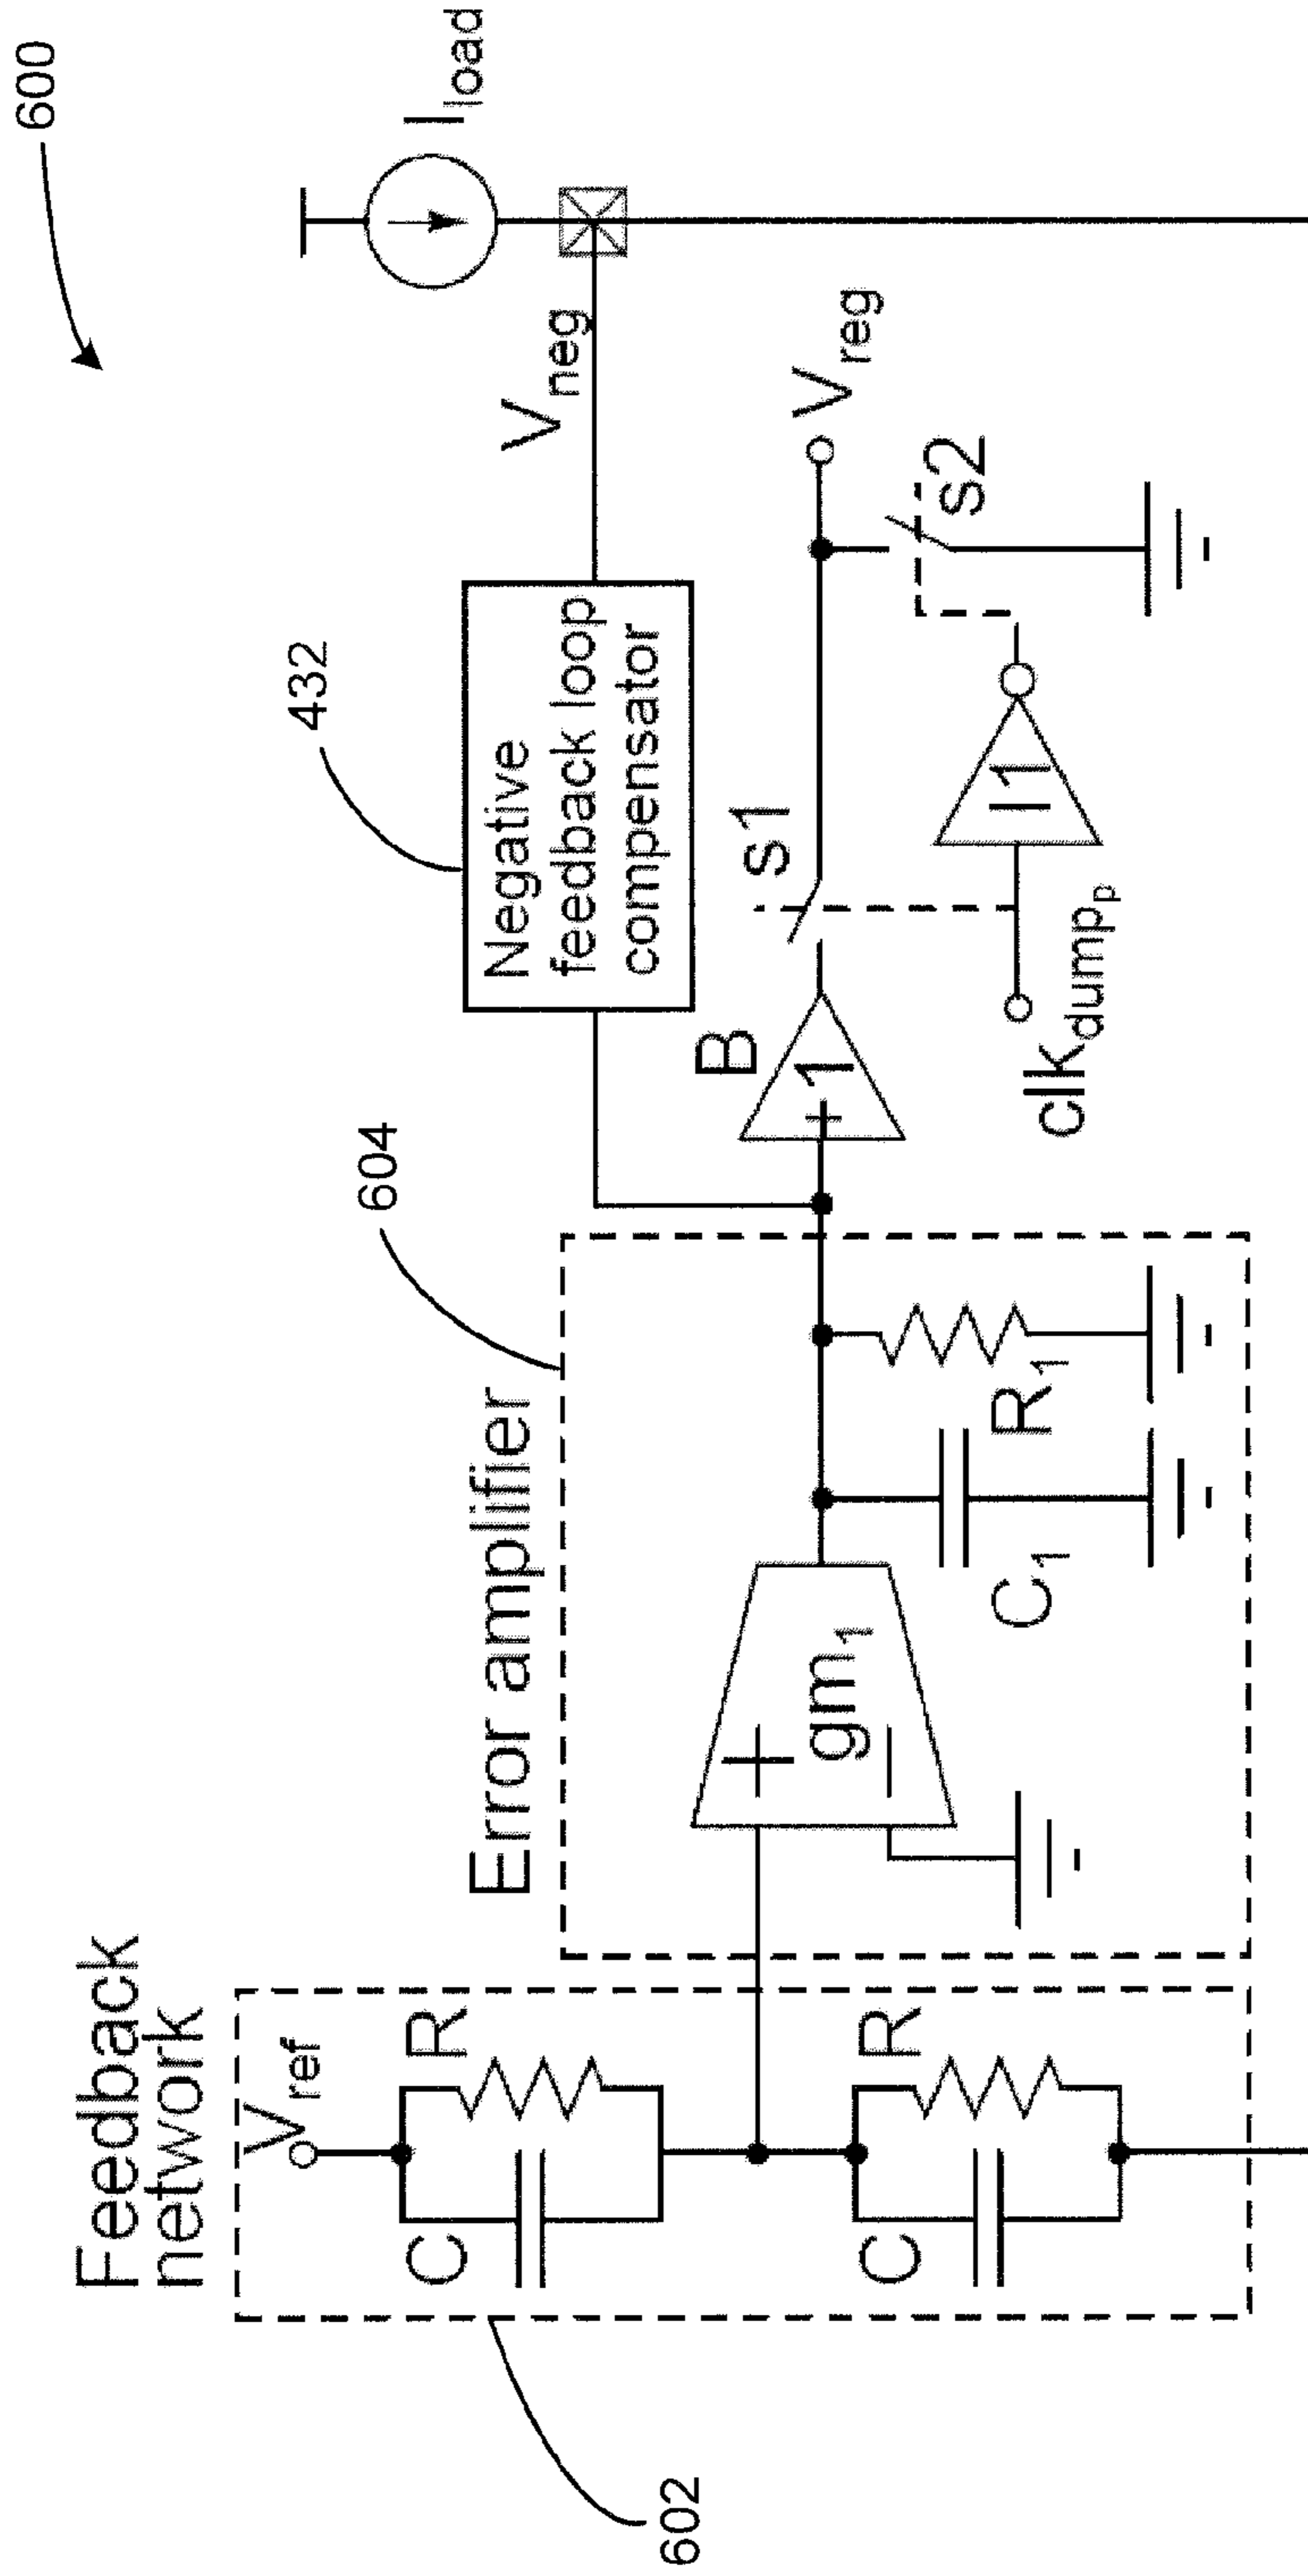 600
Feedback
network
V_ref
C
R
C
R
602
Error amplifier
604
+
gm_1
−
C_1
R_1
432
Negative
feedback loop
compensator
V_neg
I_load
B
+1
s1
V_reg
s2
I1
clk_dump_p